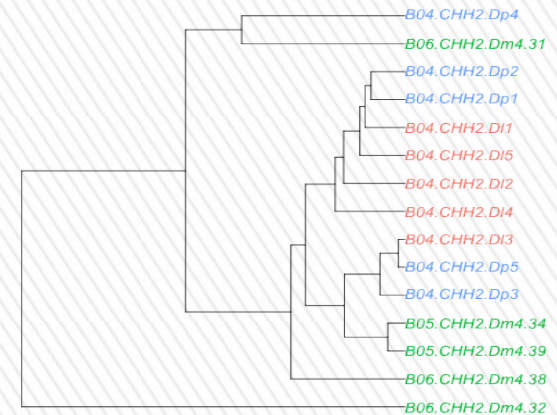 B04.CHH2.Dp4
B06.CHH2.Dm4.31
B04.CHH2.Dp2
B04.CHH2.Dp1
B04.CHH2.Dl1
B04.CHH2.Dl5
B04.CHH2.Dl2
B04.CHH2.Dl4
B04.CHH2.Dl3
B04.CHH2.Dp5
B04.CHH2.Dp3
B05.CHH2.Dm4.34
B05.CHH2.Dm4.39
B06.CHH2.Dm4.38
B06.CHH2.Dm4.32